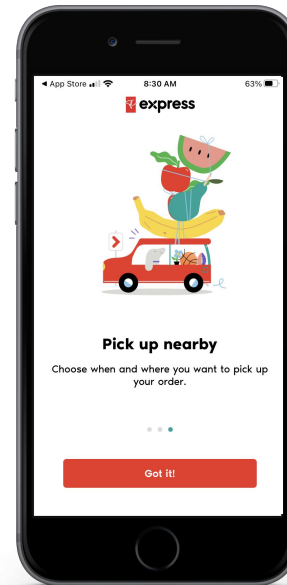 App Store 8:30 AM 63%
PC express
Pick up nearby
Choose when and where you want to pick up
your order.
Got it!